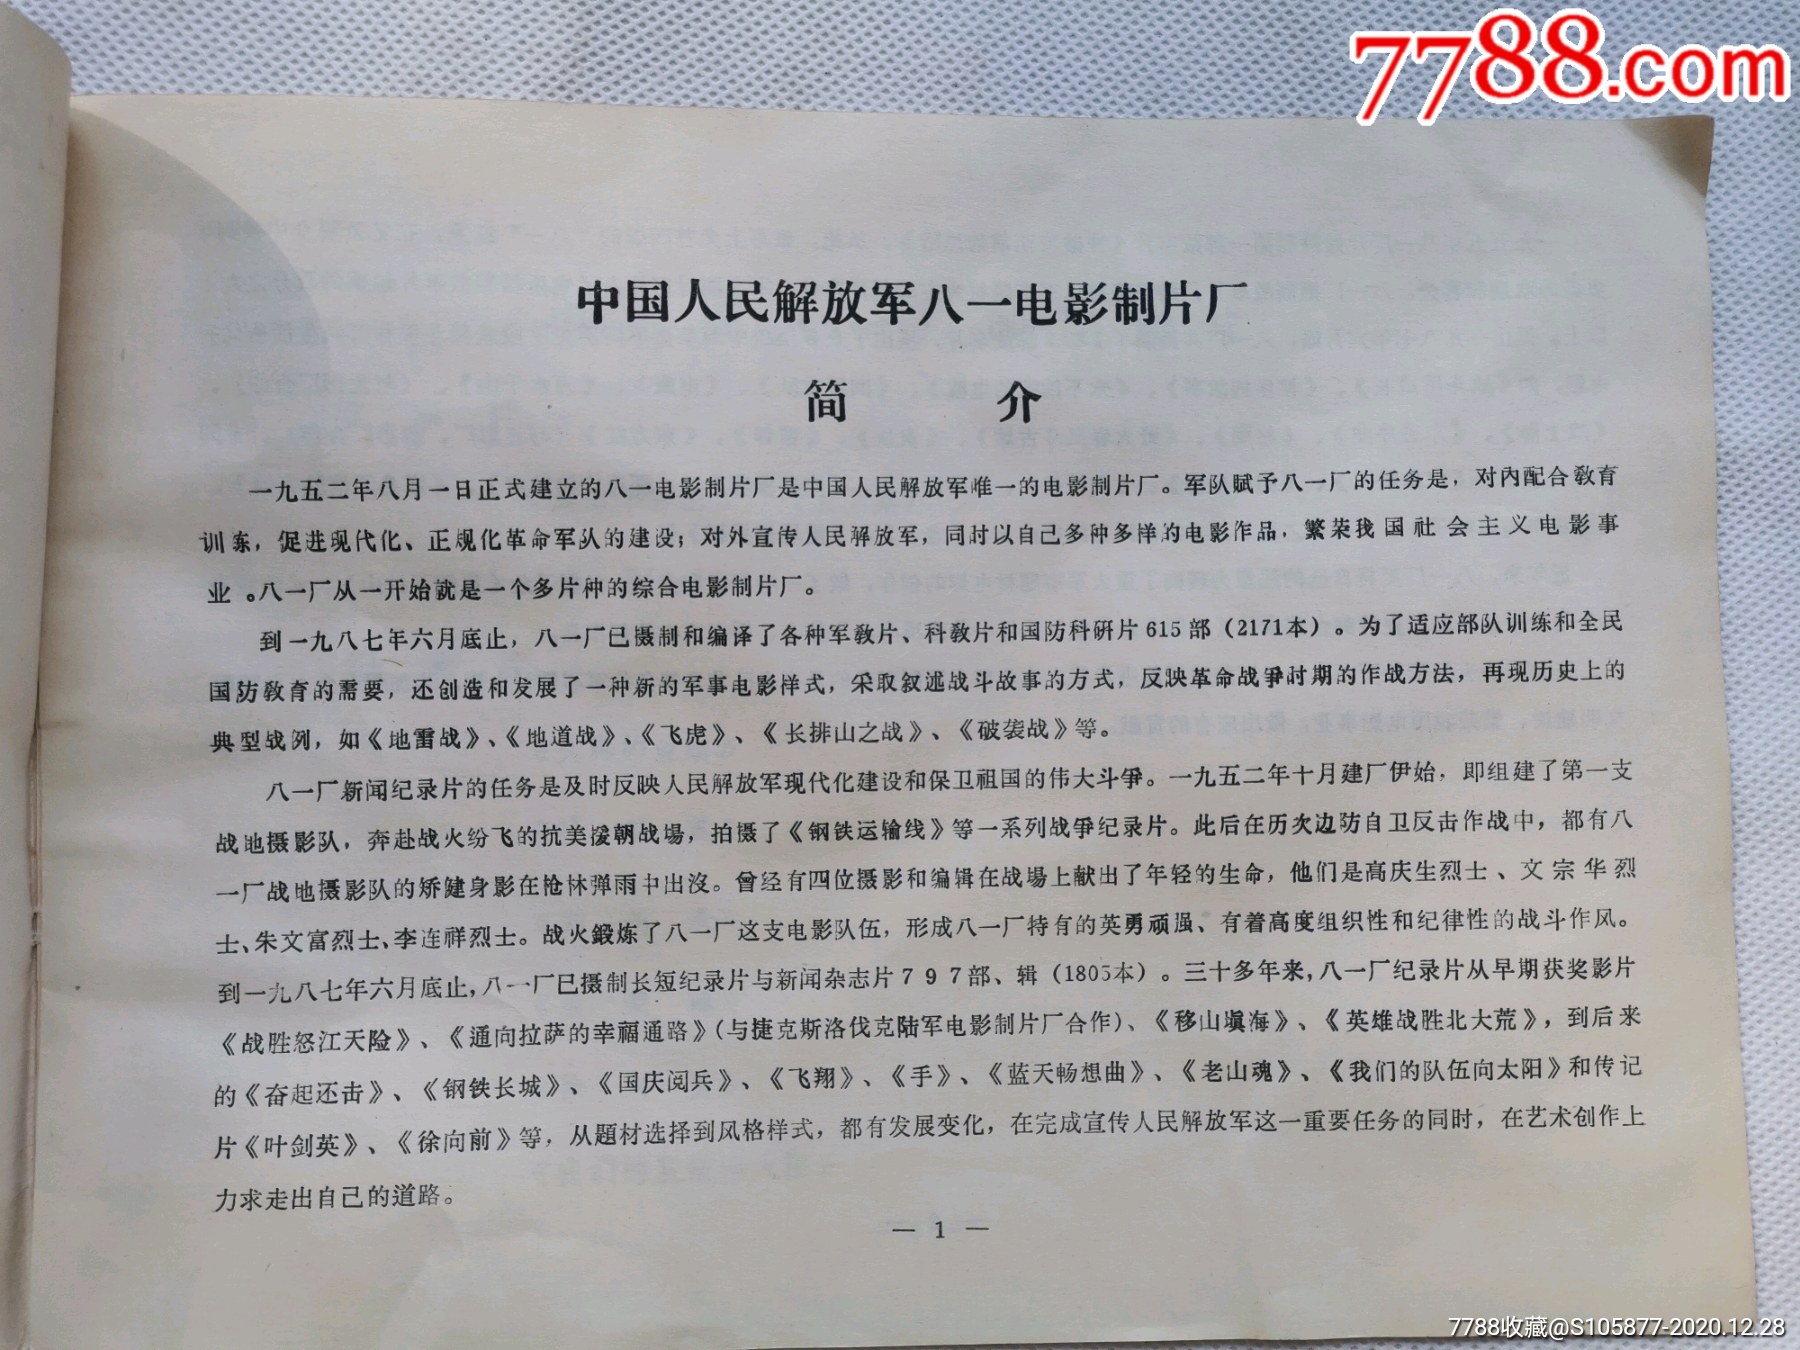 7788.com
中国人民解放军八一电影制片厂
简 介
一九五二年八月一日正式建立的八一电影制片厂是中国人民解放军唯一的电影制片厂。军队赋予八一厂的任务是，对内配合教育
训练，促进现代化、正规化革命军队的建设；对外宣传人民解放军，同时以自己多种多样的电影作品，繁荣我国社会主义电影事
业。八一厂从一开始就是一个多片种的综合电影制片厂。
到一九八七年六月底止，八一厂已摄制和编译了各种军教片、科教片和国防科研片615部（2171本）。为了适应部队训练和全民
国防教育的需要，还创造和发展了一种新的军事电影样式，采取叙述战斗故事的方式，反映革命战争时期的作战方法，再现历史上的
典型战例，如《地雷战》、《地道战》、《飞虎》、《长排山之战》、《破袭战》等。
八一厂新闻纪录片的任务是及时反映人民解放军现代化建设和保卫祖国的伟大斗争。一九五二年十月建厂伊始，即组建了第一支
战地摄影队，奔赴战火纷飞的抗美援朝战場，拍摄了《钢铁运输线》等一系列战争纪录片。此后在历次边防自卫反击作战中，都有八
一厂战地摄影队的矫健身影在枪林弹雨中出没。曾经有四位摄影和编辑在战場上献出了年轻的生命，他们是高庆生烈士、文宗华烈
士、朱文富烈士、李连祥烈士。战火鍛炼了八一厂这支电影队伍，形成八一厂特有的英勇顽强、有着高度组织性和纪律性的战斗作风。
到一九八七年六月底止，八一厂已摄制长短纪录片与新闻杂志片797部、辑（1805本）。三十多年来，八一厂纪录片从早期获奖影片
《战胜怒江天险》、《通向拉萨的幸福通路》(与捷克斯洛伐克陆军电影制片厂合作)、《移山填海》、《英雄战胜北大荒》，到后来
的《奋起还击》、《钢铁长城》、《国庆阅兵》、《飞翔》、《手》、《蓝天畅想曲》、《老山魂》、《我们的队伍向太阳》和传记
片《叶剑英》、《徐向前》等，从题材选择到风格样式，都有发展变化，在完成宣传人民解放军这一重要任务的同时，在艺术创作上
力求走出自己的道路。
— 1 —
7788收藏@S105877-2020.12.28